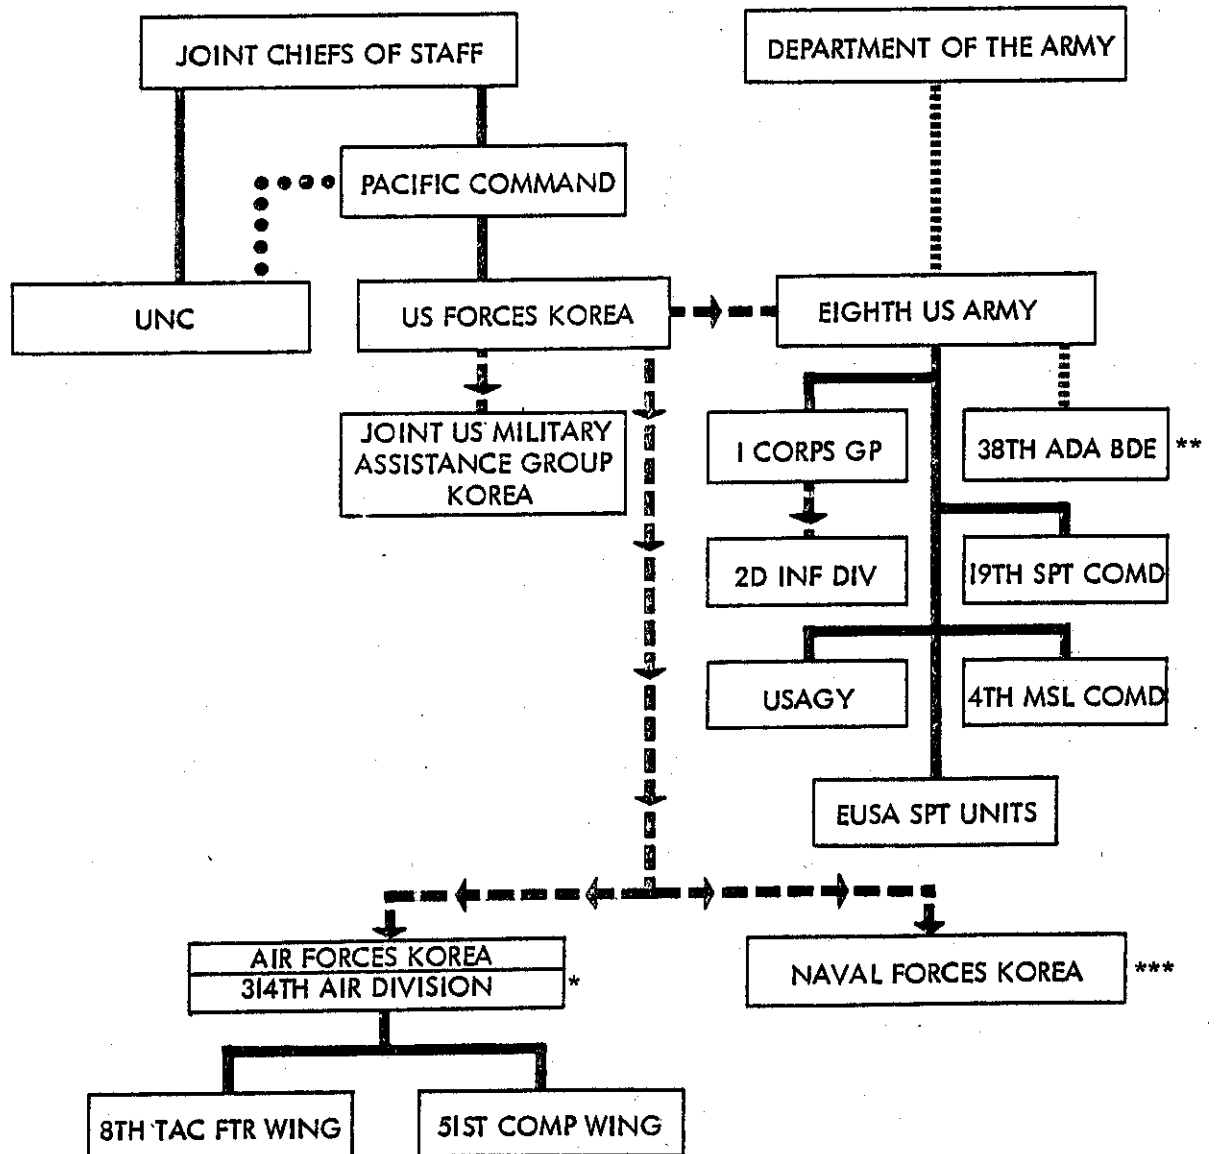 JOINT CHIEFS OF STAFF
DEPARTMENT OF THE ARMY
PACIFIC COMMAND
UNC
US FORCES KOREA
EIGHTH US ARMY
JOINT US MILITARY
ASSISTANCE GROUP
KOREA
I CORPS GP
38TH ADA BDE **
2D INF DIV
19TH SPT COMD
USAGY
4TH MSL COMD
EUSA SPT UNITS
AIR FORCES KOREA
314TH AIR DIVISION *
NAVAL FORCES KOREA ***
8TH TAC FTR WING
51ST COMP WING